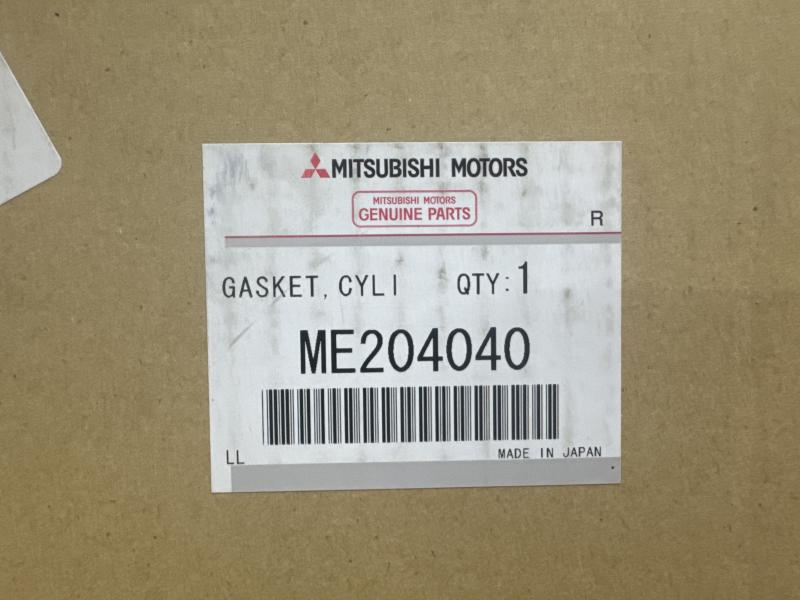 MITSUBISHI MOTORS
MITSUBISHI MOTORS
GENUINE PARTS
R
GASKET, CYLI QTY:1
ME204040
LL
MADE IN JAPAN